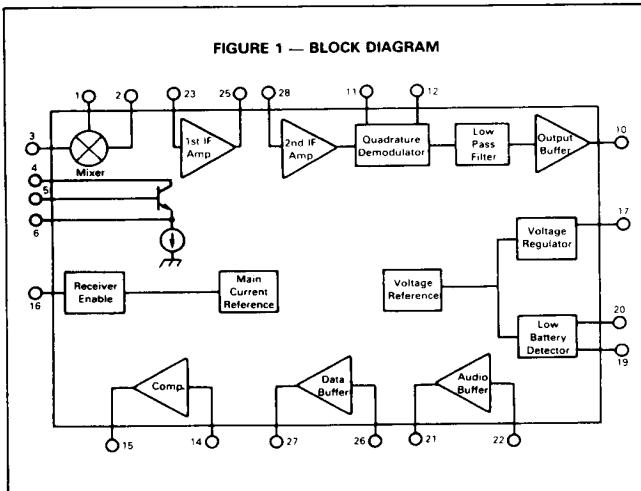 FIGURE 1 — BLOCK DIAGRAM
1 2 23 25 28 11 12
3
Mixer
1st IF
Amp
2nd IF
Amp
Quadrature
Demodulator
Low
Pass
Filter
Output
Buffer
10
4
5
6
17
Voltage
Regulator
16
Receiver
Enable
Main
Current
Reference
Voltage
Reference
20
Low
Battery
Detector
19
Comp.
Data
Buffer
Audio
Buffer
15 14 27 26 21 22